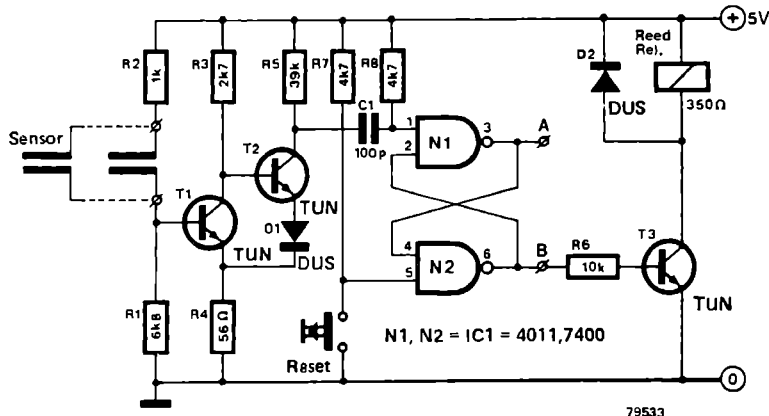 R2
1k
R3
2k7
R5
39k
R7
4k7
R8
4k7
D2
DUS
Reed
Rel.
350Ω
+ 5V
Sensor
C1
100p
1
2
N1
3
A
T2
T1
TUN
D1
DUS
TUN
4
5
N2
6
B
R6
10k
T3
TUN
R1
6k8
R4
56Ω
Reset
N1, N2 = IC1 = 4011,7400
0
79533